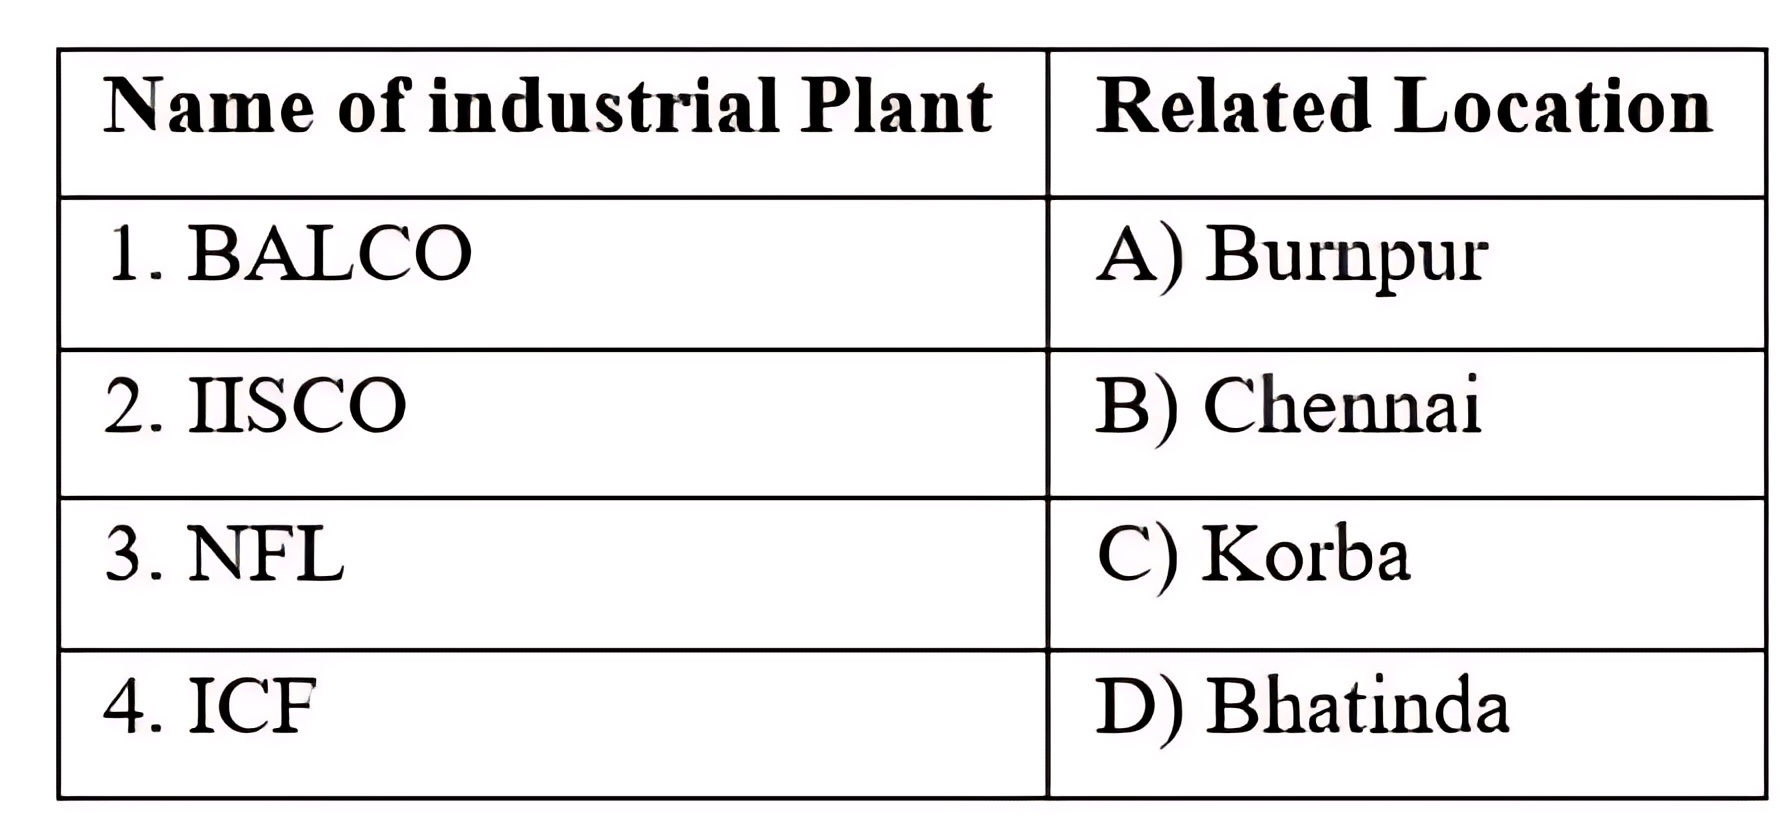 Name of industrial Plant Related Location
1. BALCO A) Burnpur
2. IISCO B) Chennai
3. NFL C) Korba
4. ICF D) Bhatinda